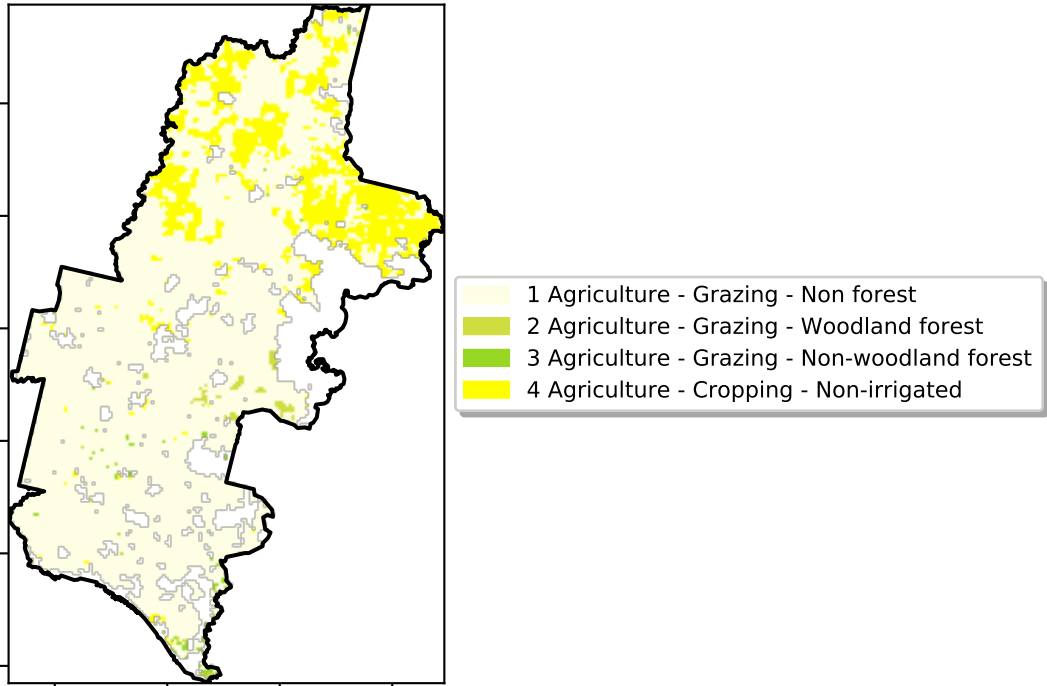 1 Agriculture - Grazing - Non forest
2 Agriculture - Grazing - Woodland forest
3 Agriculture - Grazing - Non-woodland forest
4 Agriculture - Cropping - Non-irrigated